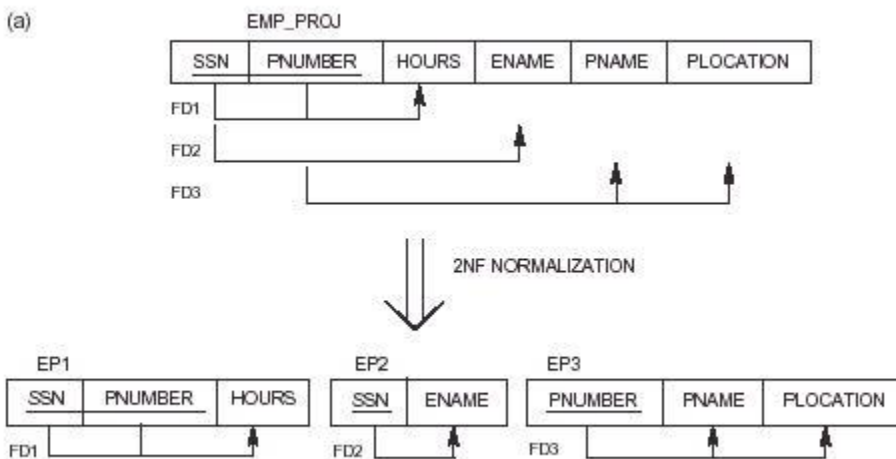 (a)
EMP_PROJ
SSN PNUMBER HOURS ENAME PNAME PLOCATION
FD1
FD2
FD3
2NF NORMALIZATION
EP1
SSN PNUMBER HOURS
FD1
EP2
SSN ENAME
FD2
EP3
PNUMBER PNAME PLOCATION
FD3